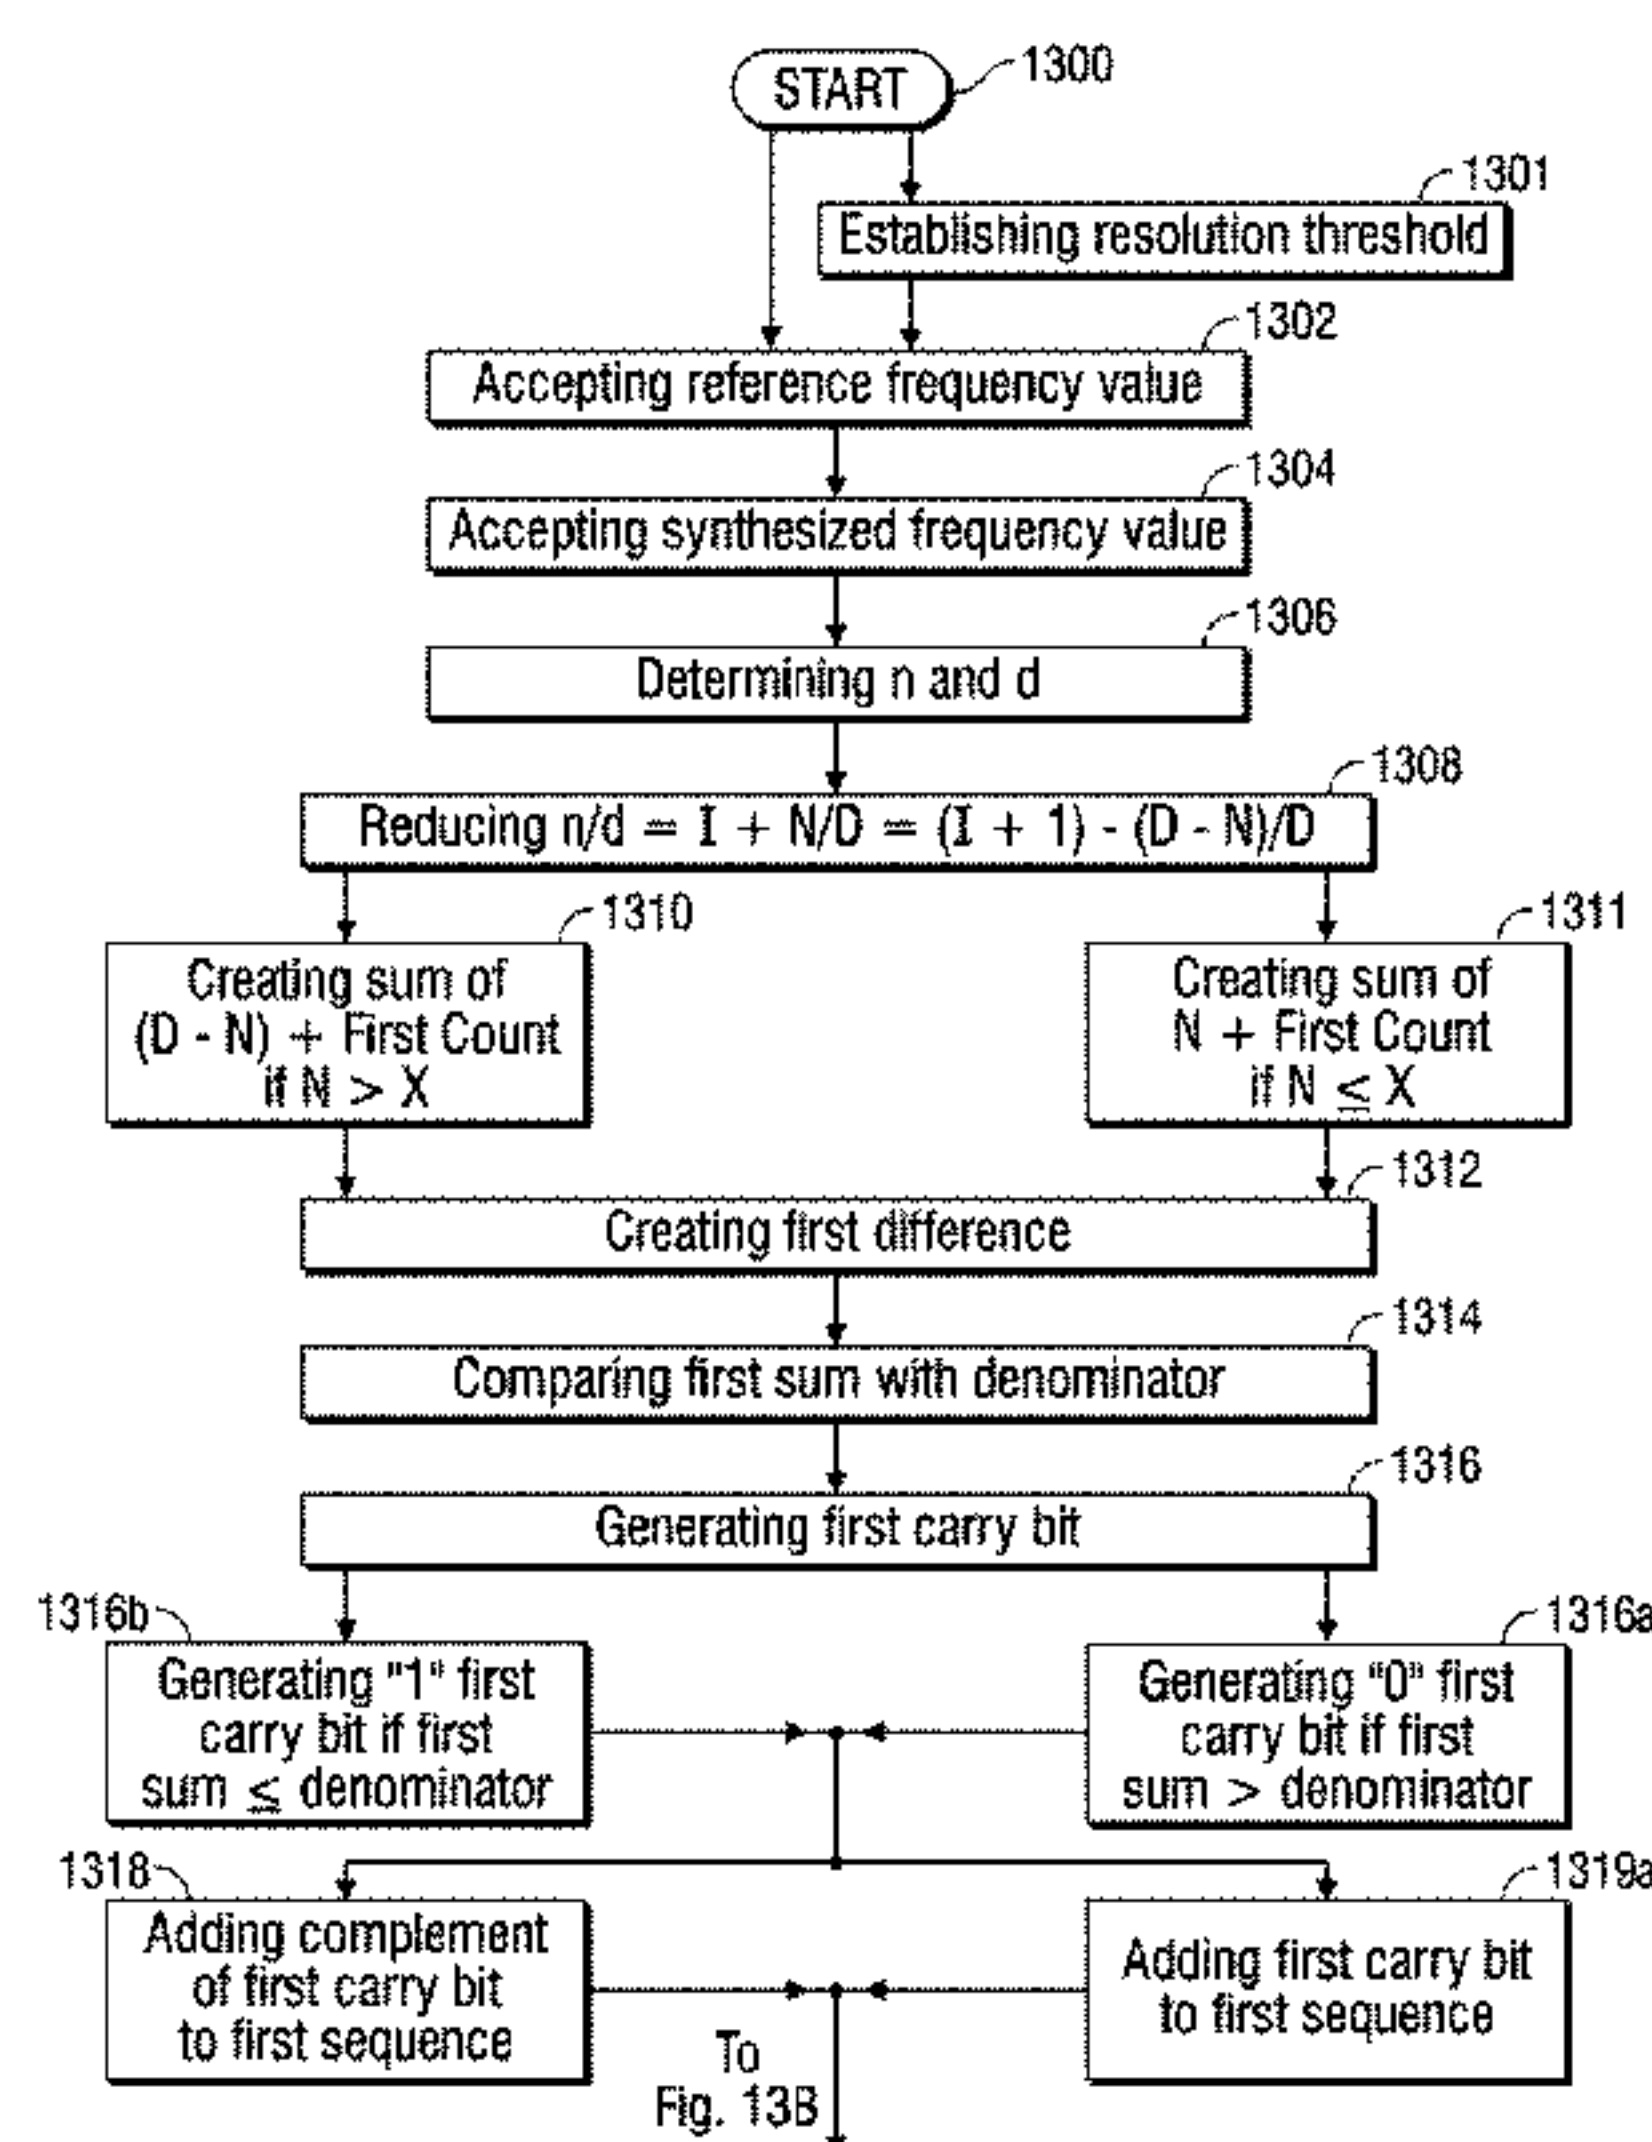 START
1300
1301
Establishing resolution threshold
1302
Accepting reference frequency value
1304
Accepting synthesized frequency value
1306
Determining n and d
1308
Reducing n/d = I + N/D = (I + 1) - (D - N)/D
1310
Creating sum of
(D - N) + First Count
if N > X
1311
Creating sum of
N + First Count
if N ≤ X
1312
Creating first difference
1314
Comparing first sum with denominator
1316
Generating first carry bit
1316b
Generating "1" first
carry bit if first
sum ≤ denominator
1316a
Generating "0" first
carry bit if first
sum > denominator
1318
Adding complement
of first carry bit
to first sequence
1319a
Adding first carry bit
to first sequence
To
Fig. 13B